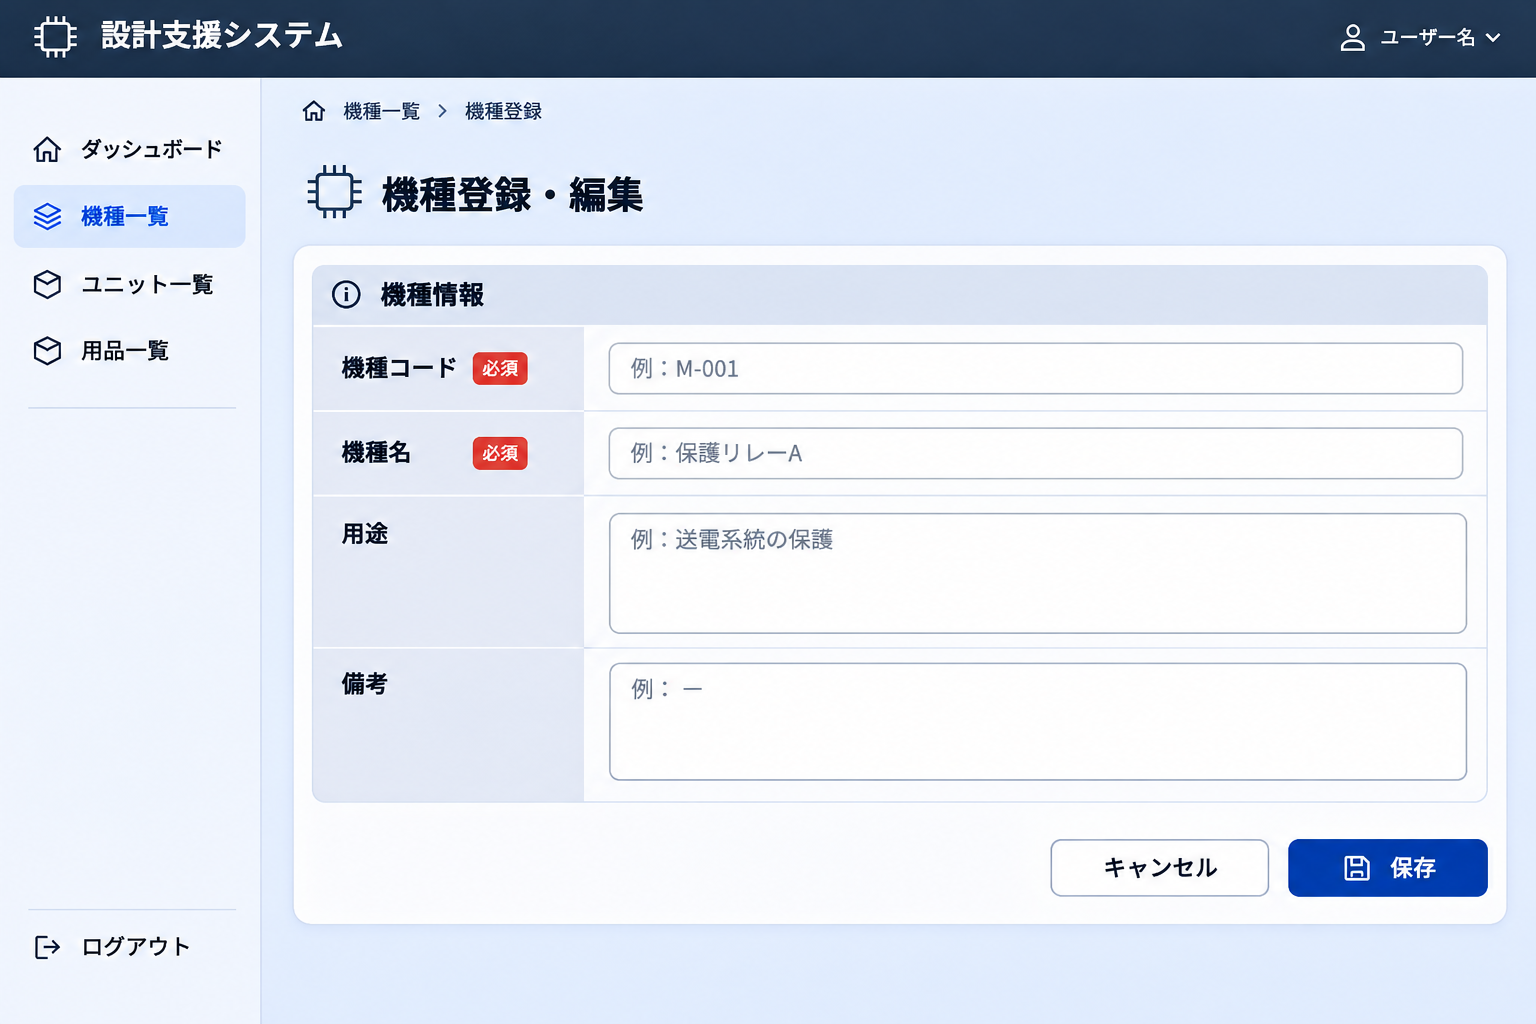 設計支援システム
ユーザー名
ダッシュボード
機種一覧
ユニット一覧
用品一覧
ログアウト
機種一覧 > 機種登録
機種登録・編集
機種情報
機種コード 必須
例：M-001
機種名 必須
例：保護リレーA
用途
例：送電系統の保護
備考
例： —
キャンセル
保存